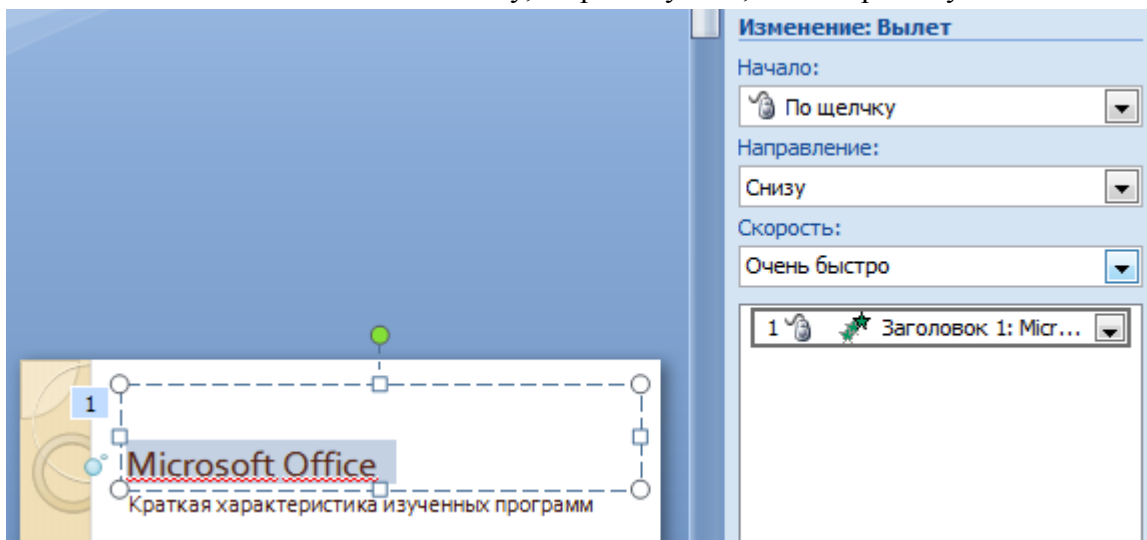 Изменение: Вылет
Начало:
По щелчку
Направление:
Снизу
Скорость:
Очень быстро
1 Заголовок 1: Micr...
1
Microsoft Office
Краткая характеристика изученных программ